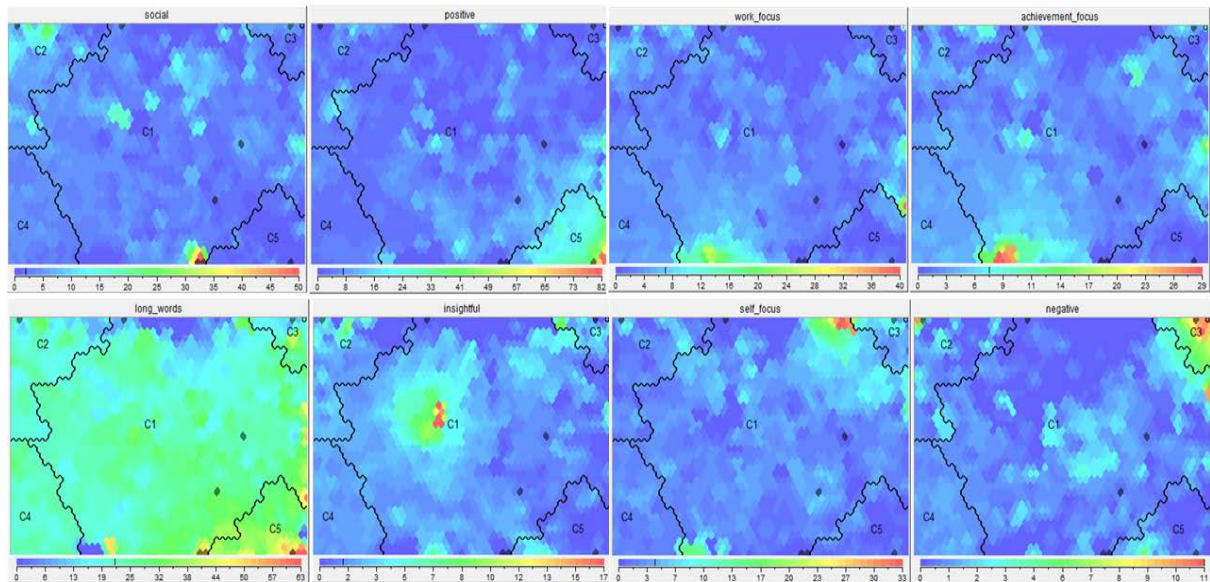 social
C2
C3
C1
C4
C5
0 5 10 15 20 25 30 35 40 45 50
positive
C2
C3
C1
C4
C5
0 8 16 24 32 41 49 57 65 73 82
work_focus
C2
C3
C1
C4
C5
0 4 8 12 16 20 24 28 32 36 40
achievement_focus
C2
C3
C1
C4
C5
0 3 6 9 12 15 17 20 23 26 29
long_words
C2
C3
C1
C4
C5
0 6 13 19 25 32 38 44 50 57 63
insightful
C2
C3
C1
C4
C5
0 2 3 5 7 8 10 12 14 15 17
self_focus
C2
C3
C1
C4
C5
0 3 7 10 13 17 20 23 26 30 33
negative
C2
C3
C1
C4
C5
0 1 2 3 4 6 7 8 9 10 11